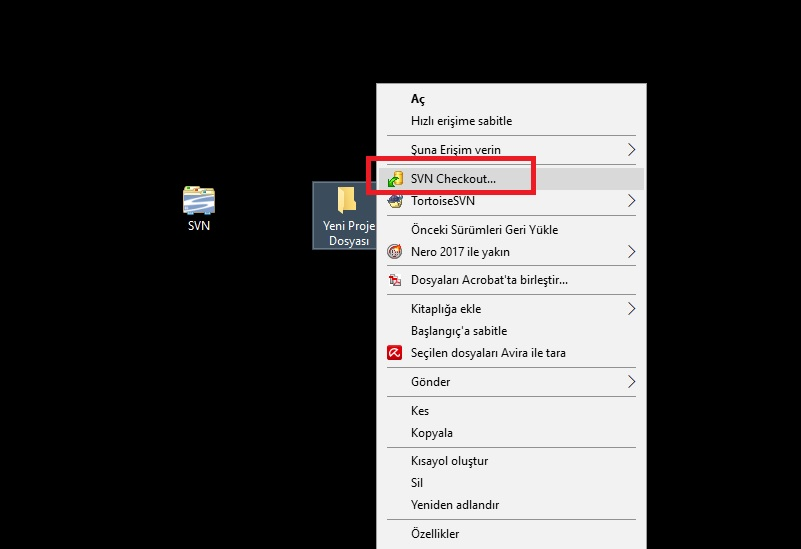 Aç
Hızlı erişime sabitle
Şuna Erişim verin
SVN Checkout...
TortoiseSVN
Önceki Sürümleri Geri Yükle
Nero 2017 ile yakın
Dosyaları Acrobat'ta birleştir...
Kitaplığa ekle
Başlangıç'a sabitle
Seçilen dosyaları Avira ile tara
Gönder
Kes
Kopyala
Kısayol oluştur
Sil
Yeniden adlandır
Özellikler
SVN
Yeni Proje
Dosyası